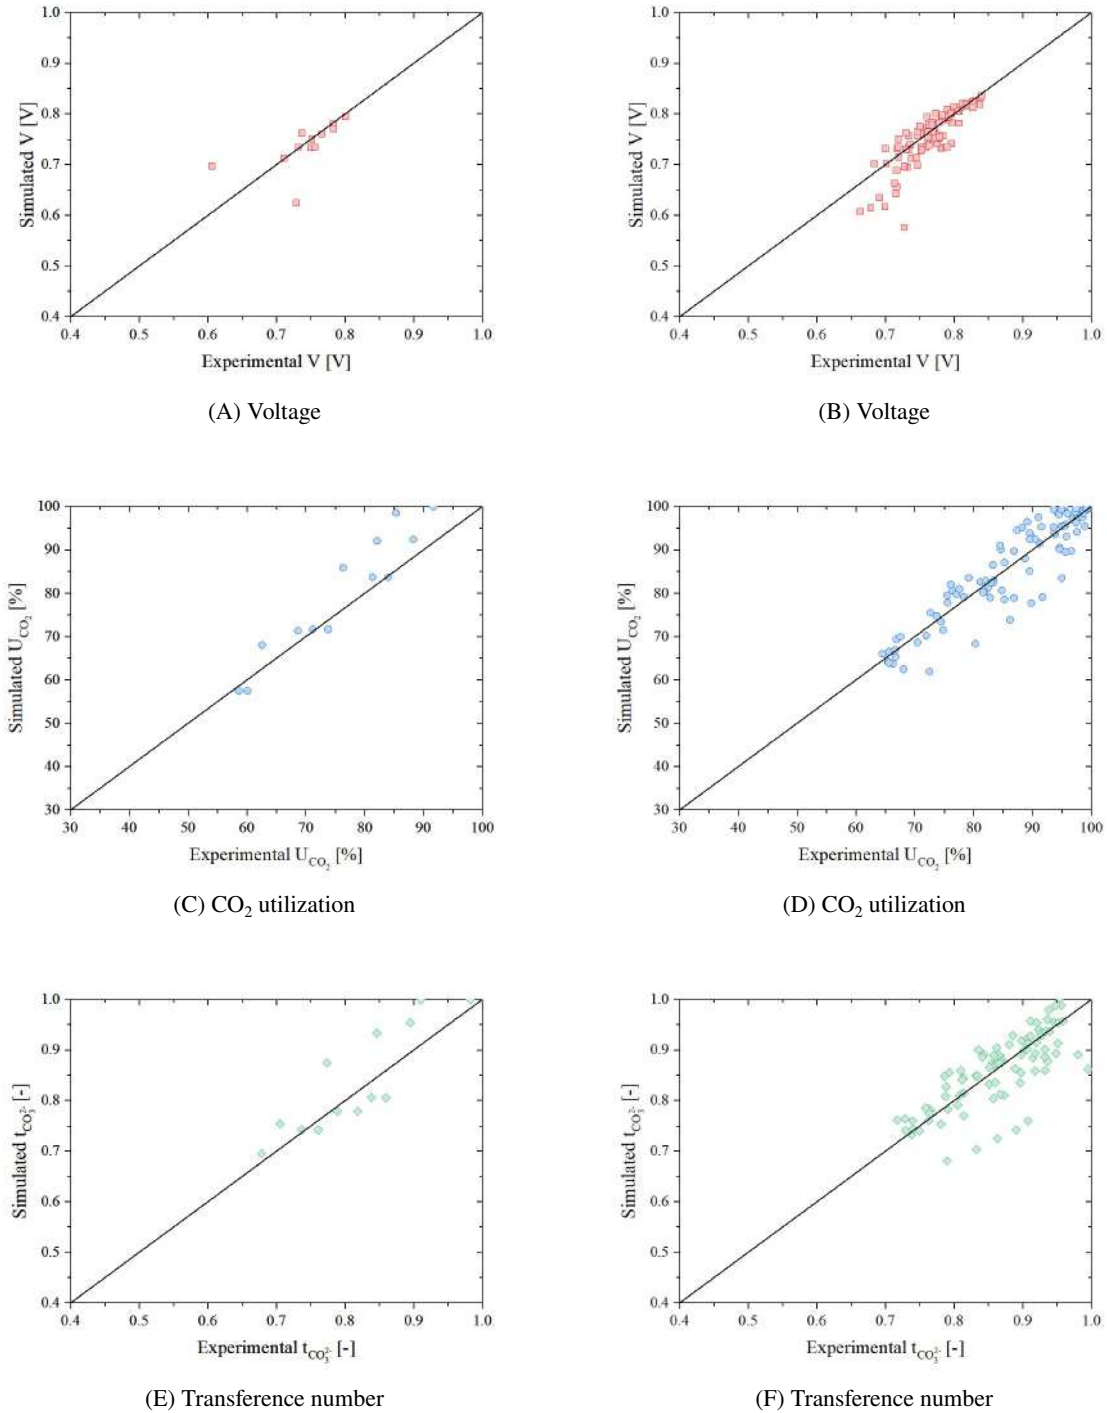 1.0
0.9
0.8
0.7
0.6
0.5
0.4
Simulated V [V]
0.4 0.5 0.6 0.7 0.8 0.9 1.0
Experimental V [V]
(A) Voltage
1.0
0.9
0.8
0.7
0.6
0.5
0.4
Simulated V [V]
0.4 0.5 0.6 0.7 0.8 0.9 1.0
Experimental V [V]
(B) Voltage
100
90
80
70
60
50
40
30
Simulated U_CO₂ [%]
30 40 50 60 70 80 90 100
Experimental U_CO₂ [%]
(C) CO₂ utilization
100
90
80
70
60
50
40
30
Simulated U_CO₂ [%]
30 40 50 60 70 80 90 100
Experimental U_CO₂ [%]
(D) CO₂ utilization
1.0
0.9
0.8
0.7
0.6
0.5
0.4
Simulated t_CO₃²⁻ [-]
0.4 0.5 0.6 0.7 0.8 0.9 1.0
Experimental t_CO₃²⁻ [-]
(E) Transference number
1.0
0.9
0.8
0.7
0.6
0.5
0.4
Simulated t_CO₃²⁻ [-]
0.4 0.5 0.6 0.7 0.8 0.9 1.0
Experimental t_CO₃²⁻ [-]
(F) Transference number